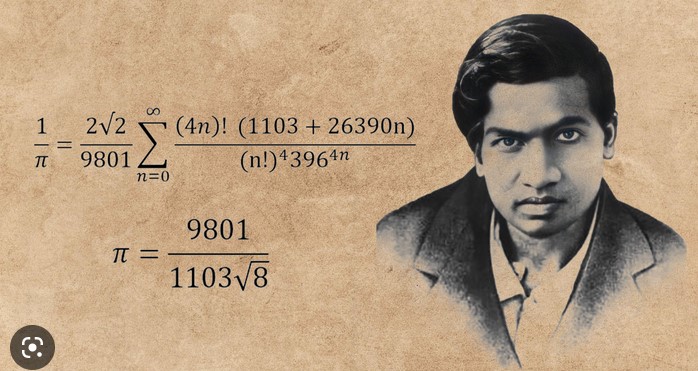 1/π = 2√2/9801 ∑_{n=0}^{∞} (4n)! (1103 + 26390n)/(n!)⁴396⁴ⁿ
π = 9801/1103√8